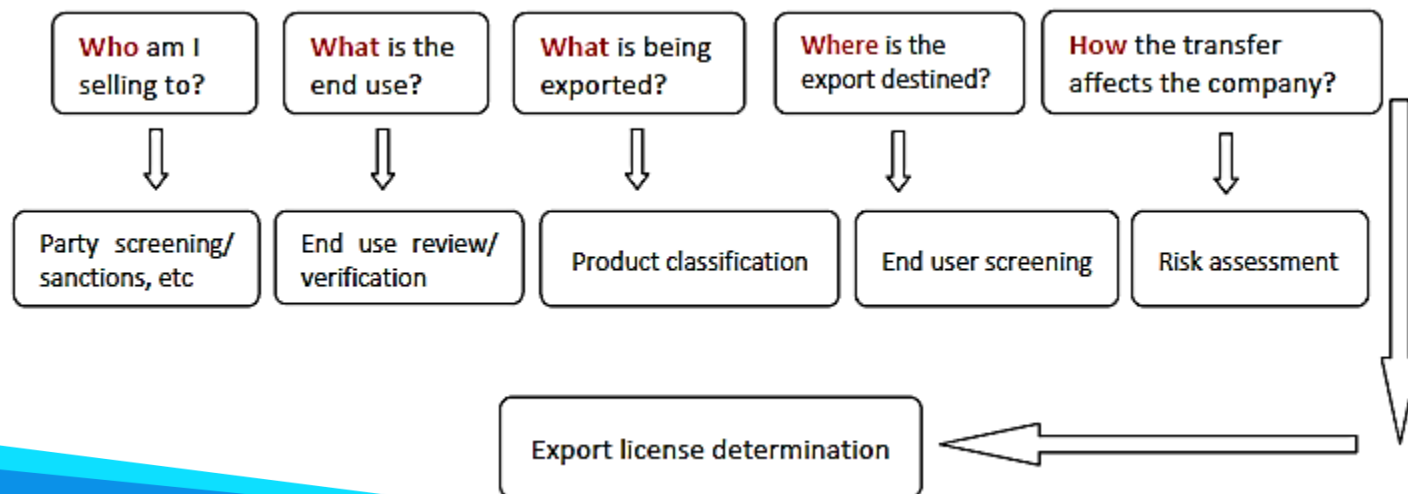 Who am I
selling to?
What is the
end use?
What is being
exported?
Where is the
export destined?
How the transfer
affects the company?
Party screening/
sanctions, etc
End use review/
verification
Product classification
End user screening
Risk assessment
Export license determination